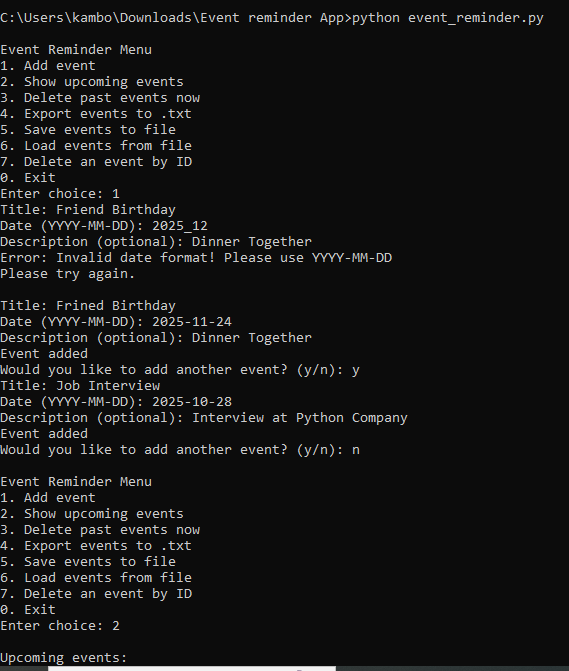 C:\Users\kambo\Downloads\Event reminder App>python event_reminder.py
Event Reminder Menu
1. Add event
2. Show upcoming events
3. Delete past events now
4. Export events to .txt
5. Save events to file
6. Load events from file
7. Delete an event by ID
0. Exit
Enter choice: 1
Title: Friend Birthday
Date (YYYY-MM-DD): 2025_12
Description (optional): Dinner Together
Error: Invalid date format! Please use YYYY-MM-DD
Please try again.
Title: Frined Birthday
Date (YYYY-MM-DD): 2025-11-24
Description (optional): Dinner Together
Event added
Would you like to add another event? (y/n): y
Title: Job Interview
Date (YYYY-MM-DD): 2025-10-28
Description (optional): Interview at Python Company
Event added
Would you like to add another event? (y/n): n
Event Reminder Menu
1. Add event
2. Show upcoming events
3. Delete past events now
4. Export events to .txt
5. Save events to file
6. Load events from file
7. Delete an event by ID
0. Exit
Enter choice: 2
Upcoming events: